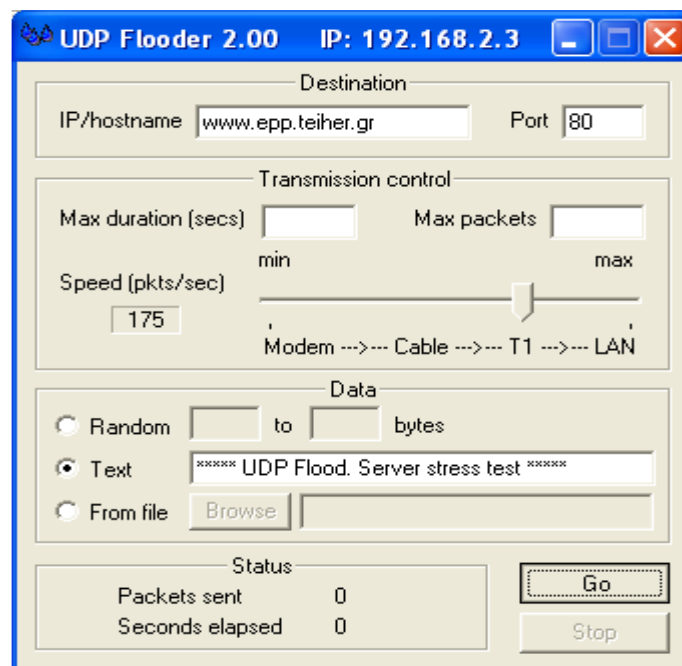 UDP Flooder 2.00 IP: 192.168.2.3
Destination
IP/hostname www.epp.teiher.gr Port 80
Transmission control
Max duration (secs) Max packets
min max
Speed (pkts/sec)
175
Modem --->--- Cable --->--- T1 --->--- LAN
Data
Random to bytes
Text ***** UDP Flood. Server stress test *****
From file Browse
Status
Packets sent 0
Seconds elapsed 0
Go
Stop